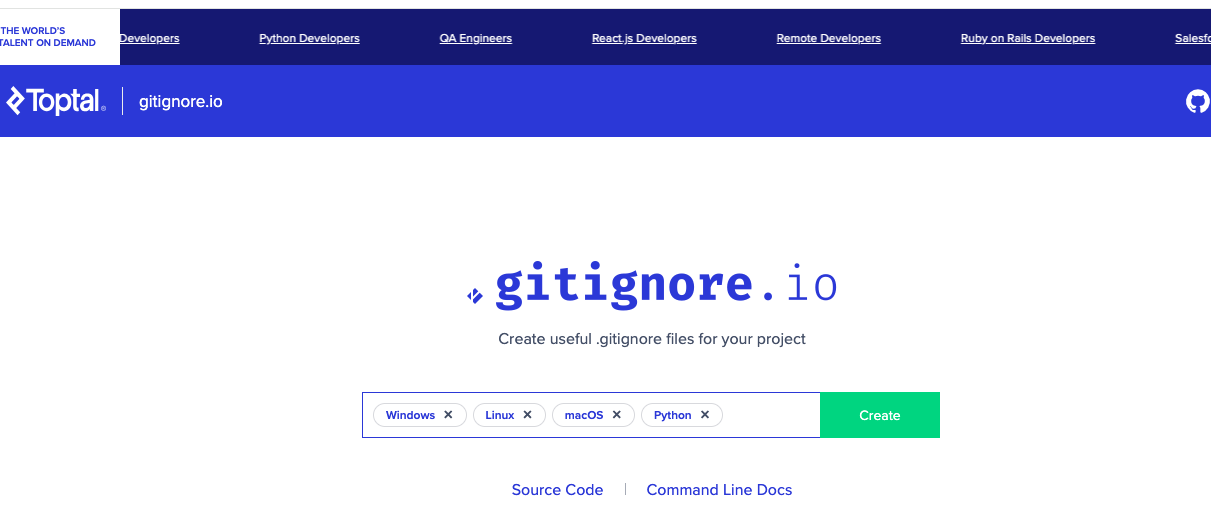 THE WORLD'S
TALENT ON DEMAND
Developers Python Developers QA Engineers React.js Developers Remote Developers Ruby on Rails Developers
Toptal® gitignore.io
.gitignore.io
Create useful .gitignore files for your project
Windows × Linux × macOS × Python × Create
Source Code | Command Line Docs